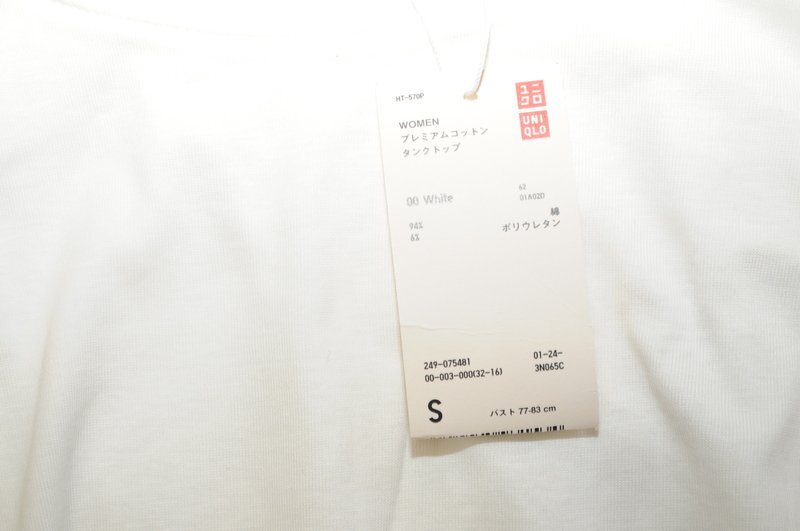 HT-570P
ユニ
クロ
UNI
QLO
WOMEN
プレミアムコットン
タンクトップ
00 White
62
01A02D
94% 綿
6% ポリウレタン
249-075481 01-24-
00-003-000(32-16) 3N065C
S バスト 77-83 cm